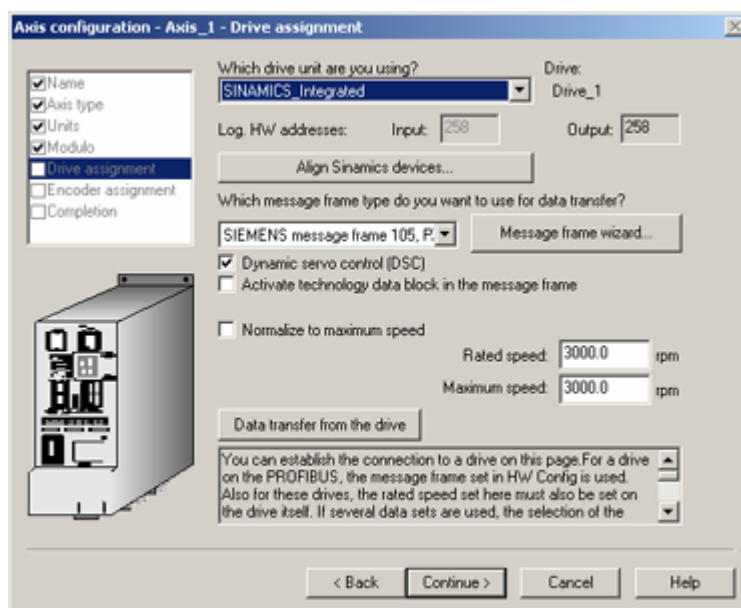 Axis configuration - Axis_1 - Drive assignment
Name
Axis type
Units
Modulo
Drive assignment
Encoder assignment
Completion
Which drive unit are you using?
Drive:
SINAMICS_Integrated
Drive_1
Log. HW addresses: Input: 258 Output: 258
Align Sinamics devices...
Which message frame type do you want to use for data transfer?
SIEMENS message frame 105, P.
Message frame wizard...
Dynamic servo control (DSC)
Activate technology data block in the message frame
Normalize to maximum speed
Rated speed: 3000.0 rpm
Maximum speed: 3000.0 rpm
Data transfer from the drive
You can establish the connection to a drive on this page.For a drive
on the PROFIBUS, the message frame set in HW Config is used.
Also for these drives, the rated speed set here must also be set on
the drive itself. If several data sets are used, the selection of the
< Back
Continue >
Cancel
Help